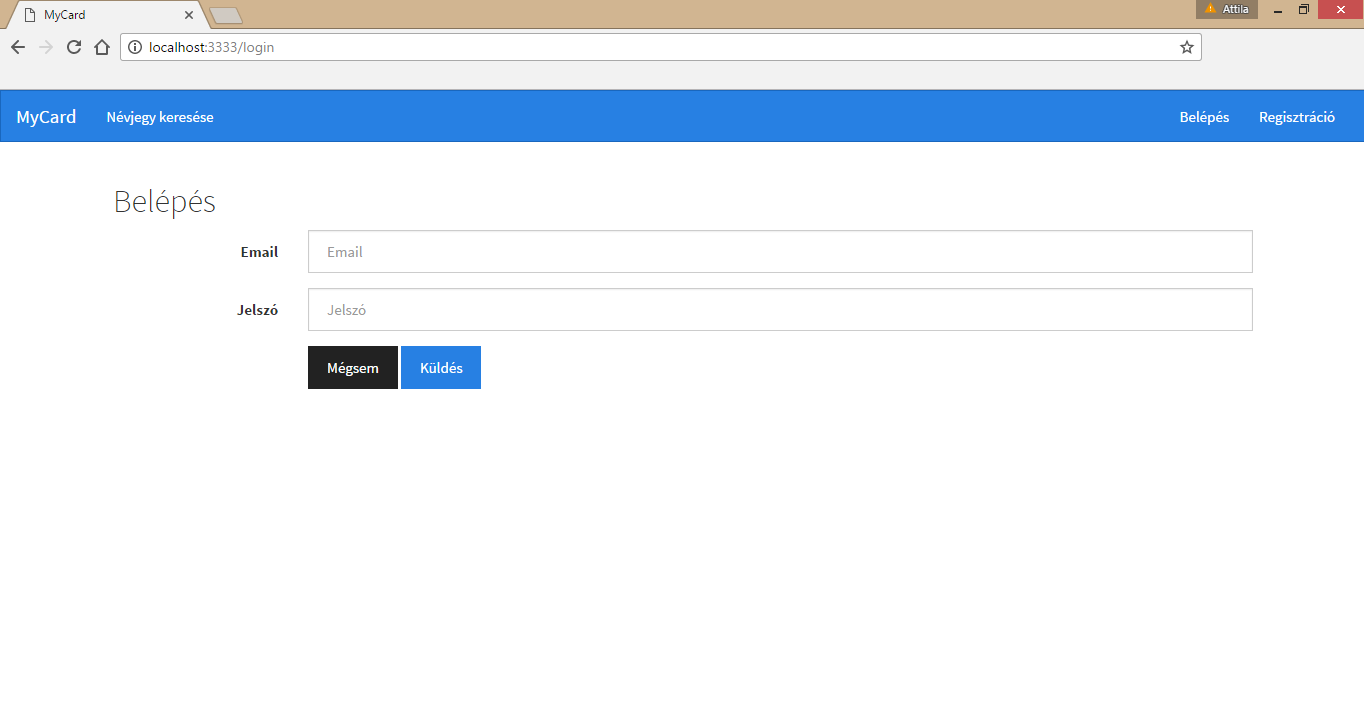 MyCard
Attila
localhost:3333/login
MyCard Névjegy keresése Belépés Regisztráció
Belépés
Email Email
Jelszó Jelszó
Mégsem Küldés